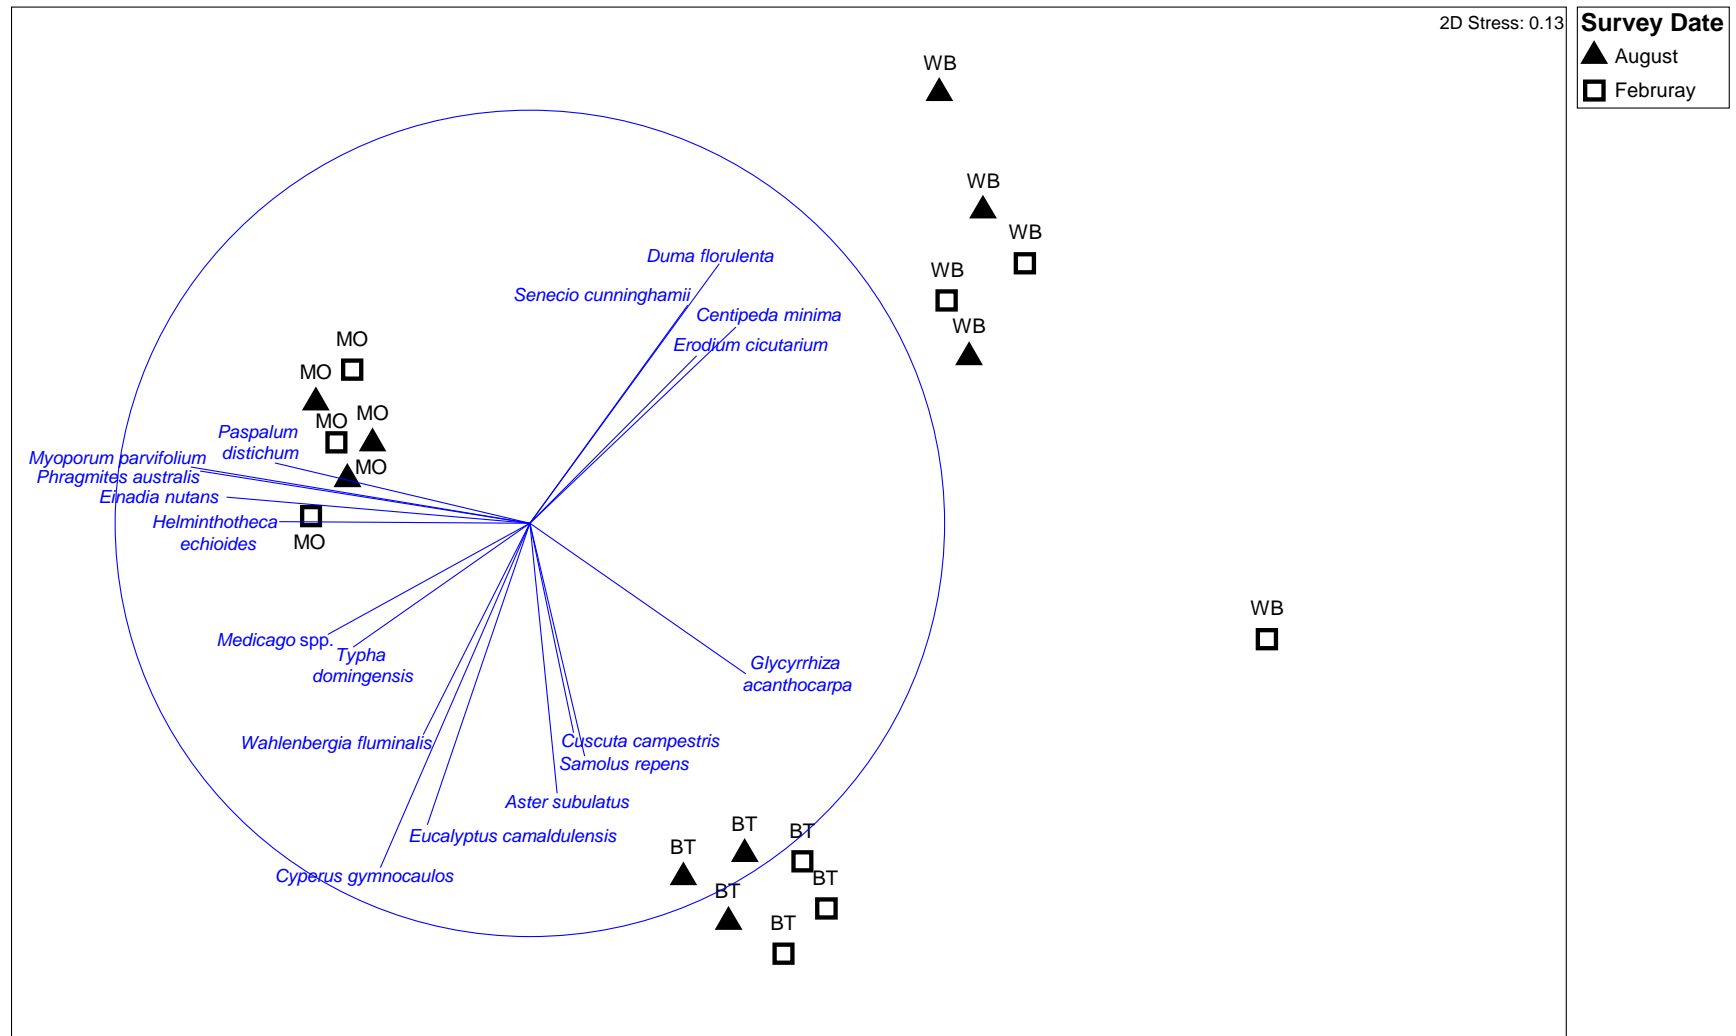 2D Stress: 0.13
Survey Date
August
Februray
WB
WB
WB
WB
WB
Duma florulenta
Senecio cunninghamii
Centipeda minima
Erodium cicutarium
MO
MO
MO
MO
MO
MO
Paspalum
distichum
Myoporum parvifolium
Phragmites australis
Einadia nutans
Helminthotheca
echioides
WB
Medicago spp.
Typha
domingensis
Glycyrrhiza
acanthocarpa
Wahlenbergia fluminalis
Cuscuta campestris
Samolus repens
Aster subulatus
Eucalyptus camaldulensis
Cyperus gymnocaulos
BT
BT
BT
BT
BT
BT